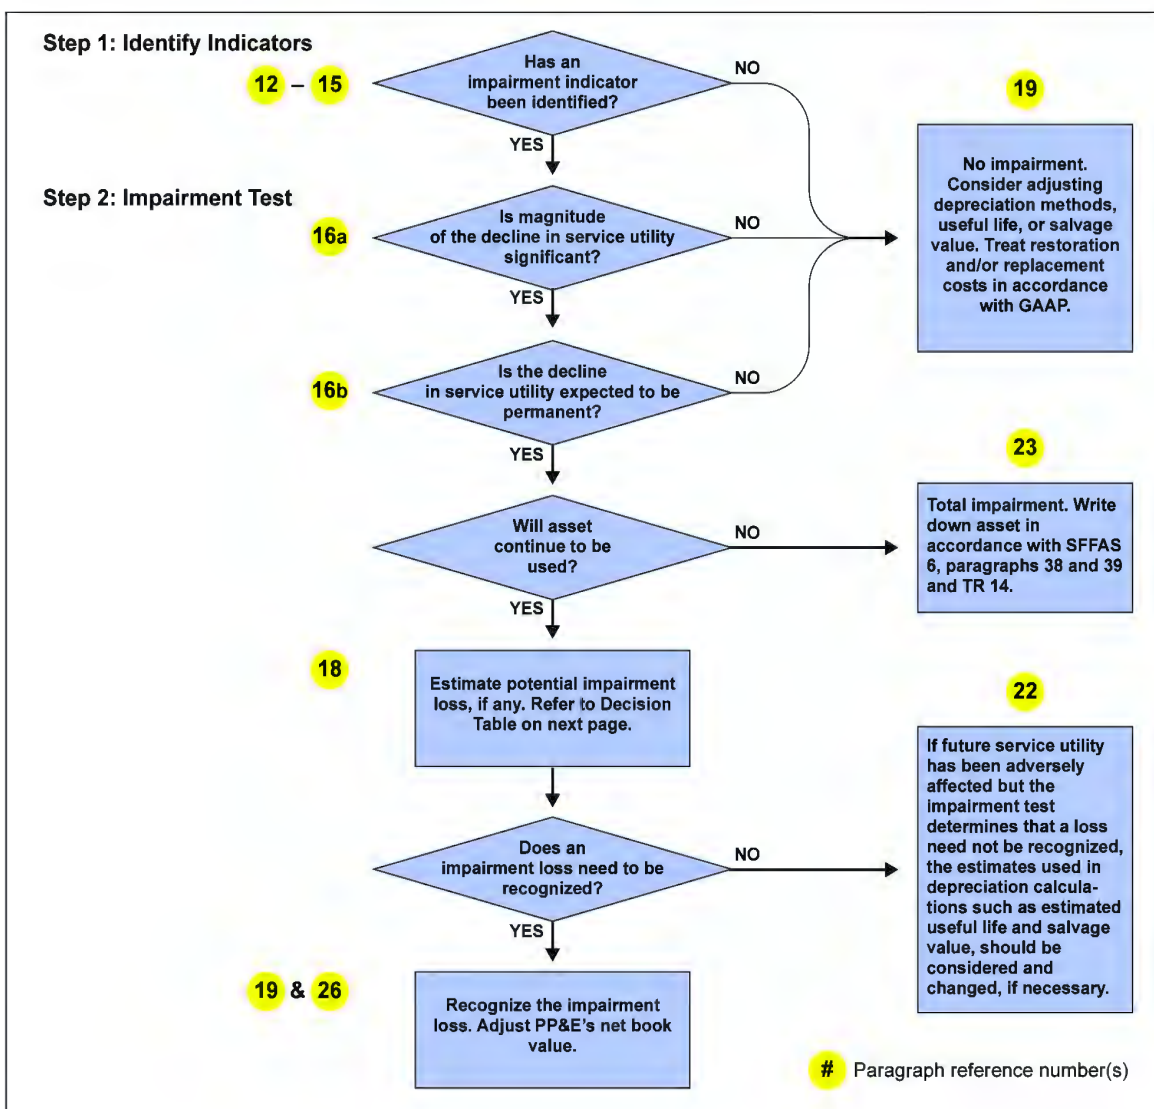 Step 1: Identify Indicators
12 – 15
Has an
impairment indicator
been identified?
NO
YES
19
No impairment.
Consider adjusting
depreciation methods,
useful life, or salvage
value. Treat restoration
and/or replacement
costs in accordance
with GAAP.
Step 2: Impairment Test
16a
Is magnitude
of the decline in service utility
significant?
NO
YES
16b
Is the decline
in service utility expected to be
permanent?
NO
YES
Will asset
continue to be
used?
NO
YES
23
Total impairment. Write
down asset in
accordance with SFFAS
6, paragraphs 38 and 39
and TR 14.
18
Estimate potential impairment
loss, if any. Refer to Decision
Table on next page.
Does an
impairment loss need to be
recognized?
NO
YES
22
If future service utility
has been adversely
affected but the
impairment test
determines that a loss
need not be recognized,
the estimates used in
depreciation calcula-
tions such as estimated
useful life and salvage
value, should be
considered and
changed, if necessary.
19 & 26
Recognize the impairment
loss. Adjust PP&E's net book
value.
# Paragraph reference number(s)